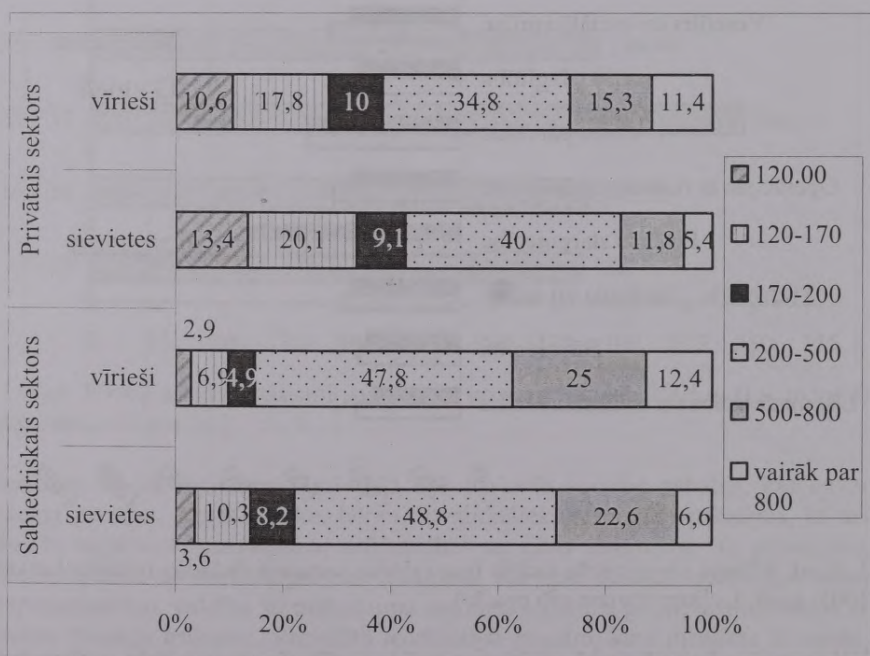 Privātais sektors
vīrieši
10,6 17,8 10 34,8 15,3 11,4
sievietes
13,4 20,1 9,1 40 11,8 5,4
Sabiedriskais sektors
2,9
vīrieši
6,9 4,9 47,8 25 12,4
sievietes
10,3 8,2 48,8 22,6 6,6
3,6
0% 20% 40% 60% 80% 100%
120.00
120-170
170-200
200-500
500-800
vairāk par
800